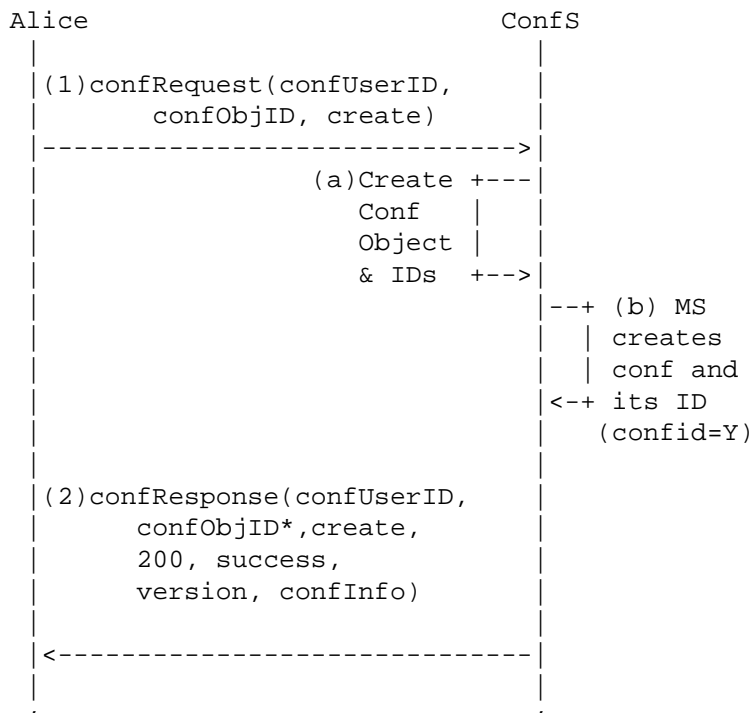 Alice ConfS
(1)confRequest(confUserID,
confObjID, create)
(a)Create
Conf
Object
& IDs
(b) MS
creates
conf and
its ID
(confid=Y)
(2)confResponse(confUserID,
confObjID*,create,
200, success,
version, confInfo)